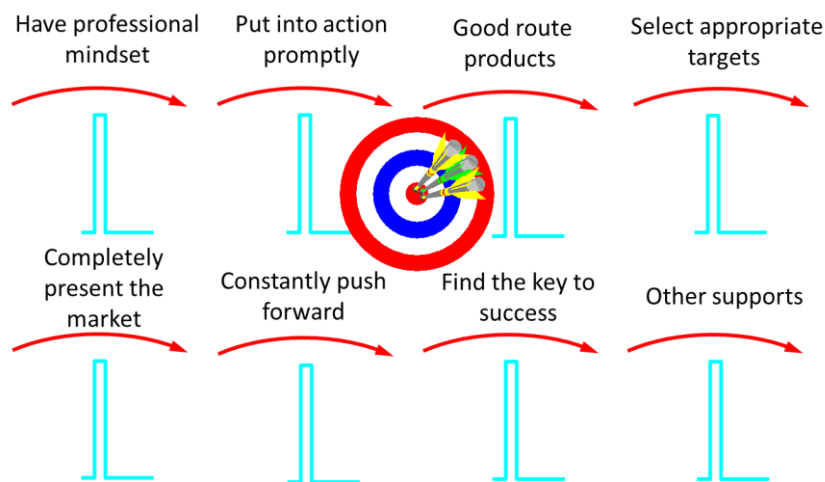 Have professional
mindset
Put into action
promptly
Good route
products
Select appropriate
targets
Completely
present the
market
Constantly push
forward
Find the key to
success
Other supports